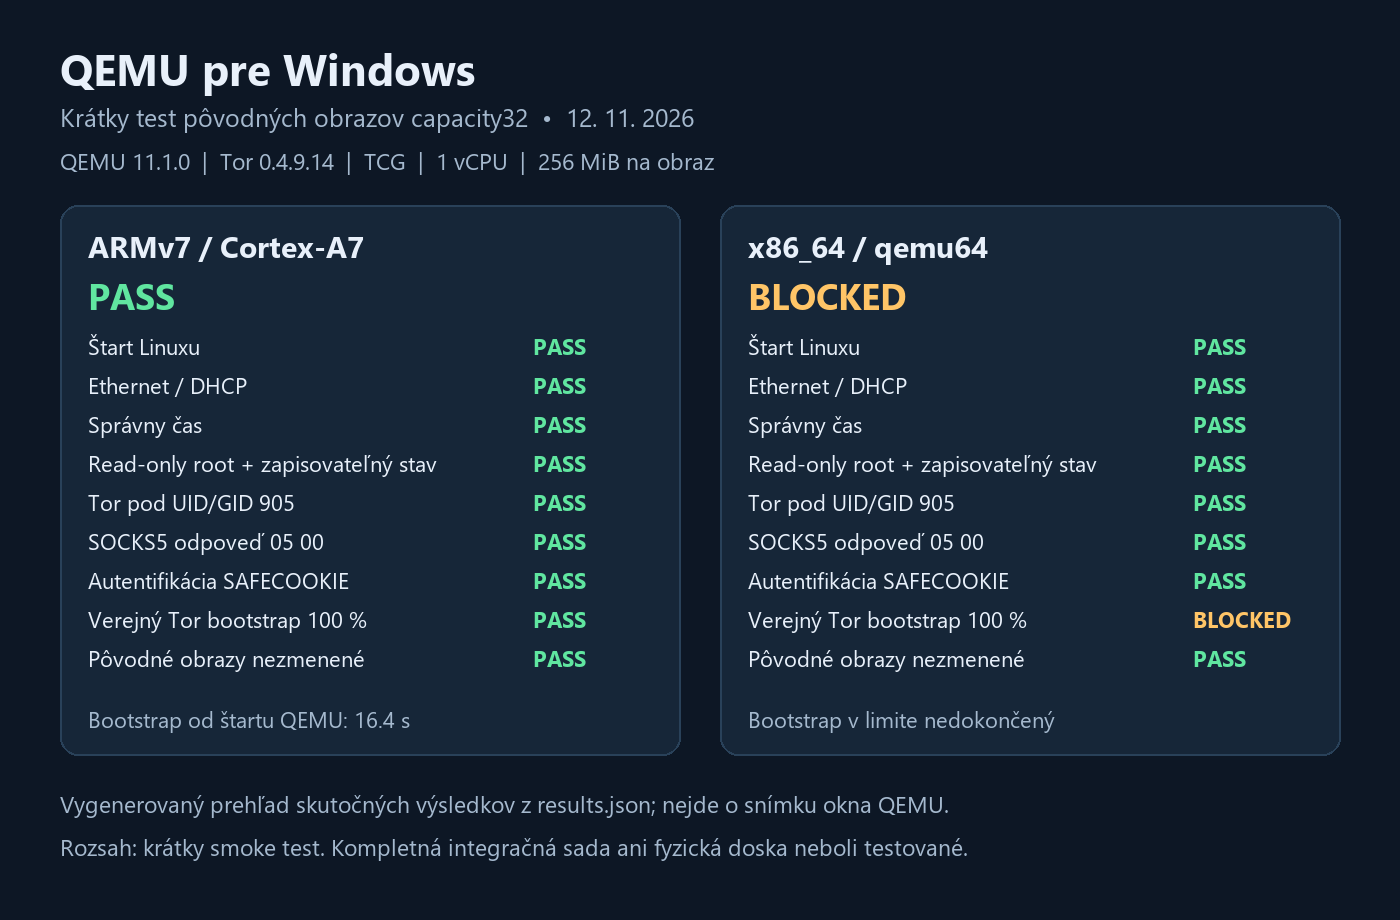 QEMU pre Windows
Krátky test pôvodných obrazov capacity32 • 12. 11. 2026
QEMU 11.1.0 | Tor 0.4.9.14 | TCG | 1 vCPU | 256 MiB na obraz
ARMv7 / Cortex-A7
PASS
Štart Linuxu PASS
Ethernet / DHCP PASS
Správny čas PASS
Read-only root + zapisovateľný stav PASS
Tor pod UID/GID 905 PASS
SOCKS5 odpoveď 05 00 PASS
Autentifikácia SAFECOOKIE PASS
Verejný Tor bootstrap 100 % PASS
Pôvodné obrazy nezmenené PASS
Bootstrap od štartu QEMU: 16.4 s
x86_64 / qemu64
BLOCKED
Štart Linuxu PASS
Ethernet / DHCP PASS
Správny čas PASS
Read-only root + zapisovateľný stav PASS
Tor pod UID/GID 905 PASS
SOCKS5 odpoveď 05 00 PASS
Autentifikácia SAFECOOKIE PASS
Verejný Tor bootstrap 100 % BLOCKED
Pôvodné obrazy nezmenené PASS
Bootstrap v limite nedokončený
Vygenerovaný prehľad skutočných výsledkov z results.json; nejde o snímku okna QEMU.
Rozsah: krátky smoke test. Kompletná integračná sada ani fyzická doska neboli testované.